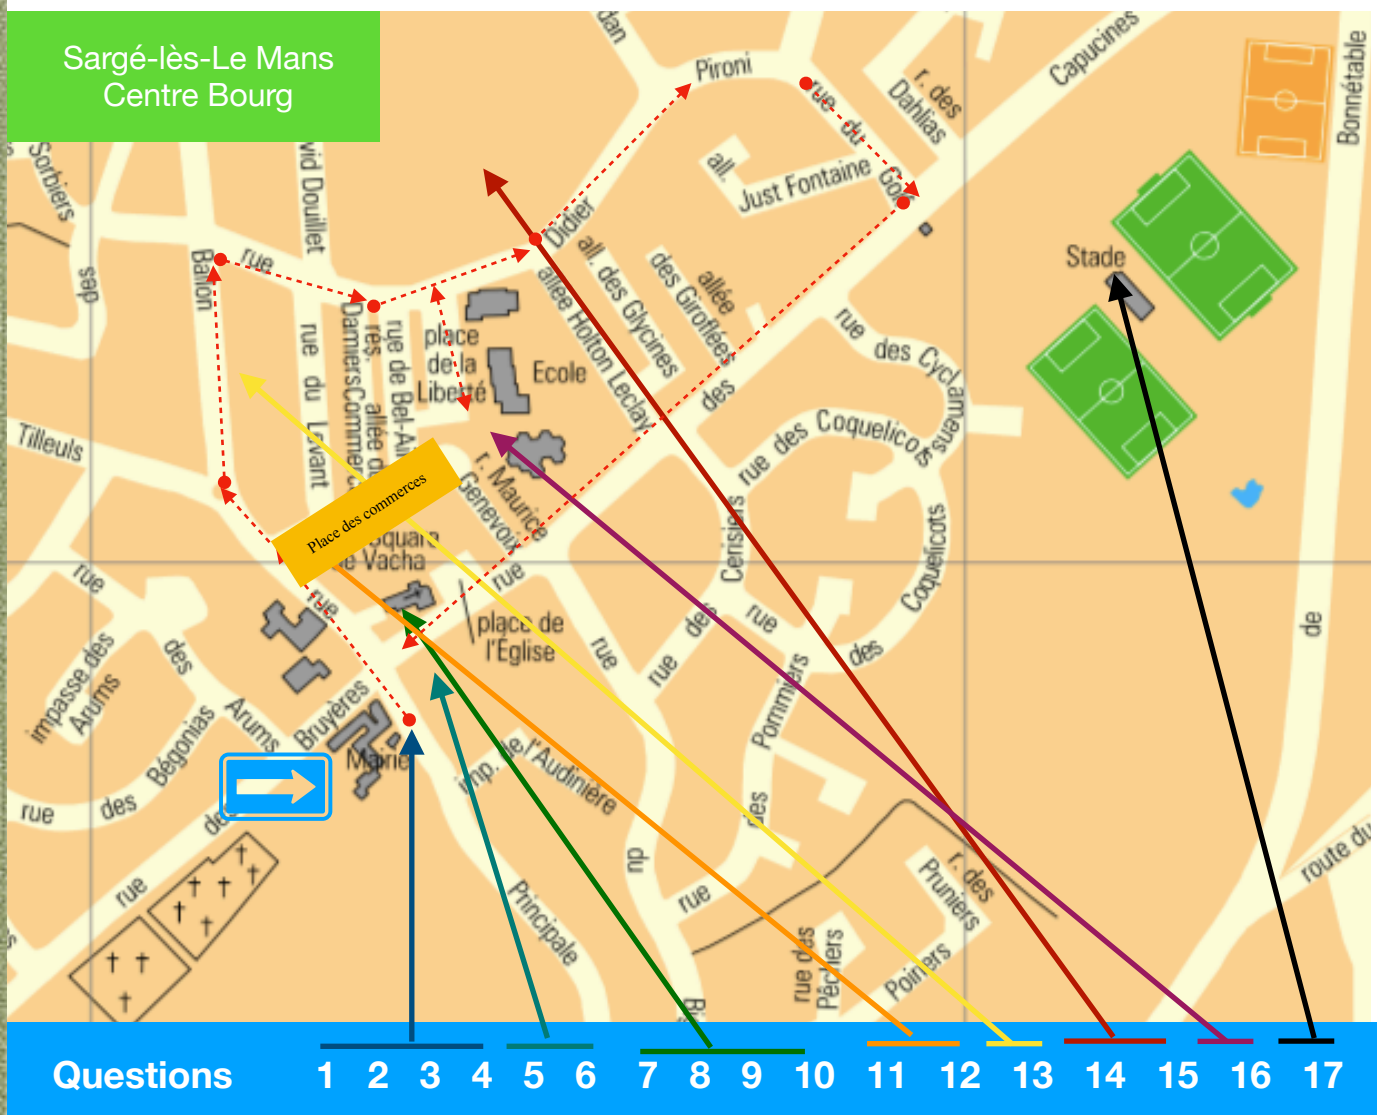 Sargé-lès-Le Mans
Centre Bourg
dan
Pironi
Capucines
Bonnétable
r. des
Dahlias
rue du
Golf
all.
Just Fontaine
Sorbiers
vid Douillet
des
Ballon
rue
Didier
all. des Glycines
allée
des Giroflées
allée Holton Leclay
Stade
rue des Cyclamens
place
de la
Liberté
Ecole
rue du Levant
rés.
rue de Bel-Air
allée
des
Tilleuls
rue des Coquelicots
r. Maurice
Genevoix
Place des commerces
Square
Vacha
Cerisiers
Coquelicots
rue
rue
rue
place de
l'Église
rue
des
rue
des
rue
de
impasse des
Arums
des
Arums
Bruyères
Pommiers
Bégonias
Mairie
imp. de l'Audinière
rue
des
des
des
du
route du
rue
Principale
rue
r. des
Pruniers
rue des
Pêchers
Poiriers
Questions
1 2 3 4 5 6 7 8 9 10 11 12 13 14 15 16 17